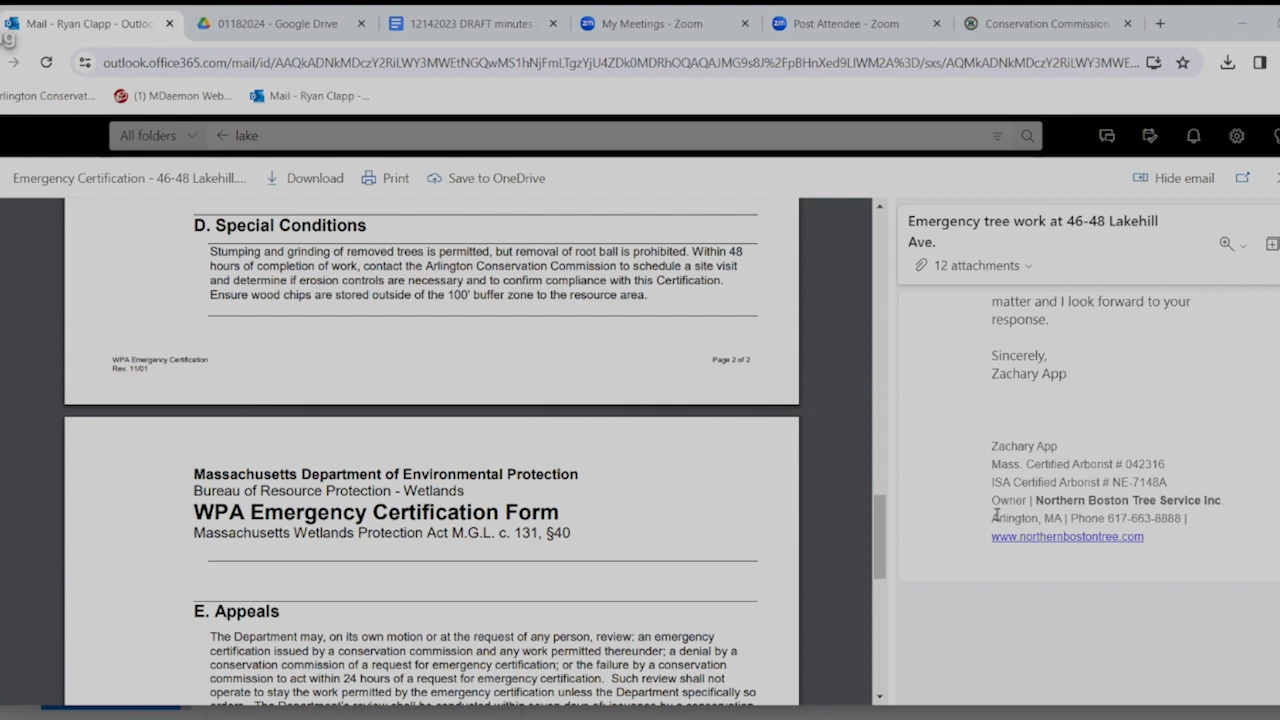 Mail - Ryan Clapp - Outloo
01182024 - Google Drive
12142023 DRAFT minutes
My Meetings - Zoom
Post Attendee - Zoom
Conservation Commission
rlington Conservat...
(1) MDaemon Web...
Mail - Ryan Clapp -...
All folders
lake
Emergency Certification - 46-48 Lakehill....
Download
Print
Save to OneDrive
Hide email
D. Special Conditions
Stumping and grinding of removed trees is permitted, but removal of root ball is prohibited. Within 48
hours of completion of work, contact the Arlington Conservation Commission to schedule a site visit
and determine if erosion controls are necessary and to confirm compliance with this Certification.
Ensure wood chips are stored outside of the 100' buffer zone to the resource area.
WPA Emergency Certification
Rev. 11/01
Page 2 of 2
Massachusetts Department of Environmental Protection
Bureau of Resource Protection - Wetlands
WPA Emergency Certification Form
Massachusetts Wetlands Protection Act M.G.L. c. 131, §40
E. Appeals
The Department may, on its own motion or at the request of any person, review: an emergency
certification issued by a conservation commission and any work permitted thereunder; a denial by a
conservation commission of a request for emergency certification; or the failure by a conservation
commission to act within 24 hours of a request for emergency certification. Such review shall not
operate to stay the work permitted by the emergency certification unless the Department specifically so
Emergency tree work at 46-48 Lakehill
Ave.
12 attachments
matter and I look forward to your
response.
Sincerely,
Zachary App
Zachary App
Mass. Certified Arborist # 042316
ISA Certified Arborist # NE-7148A
Owner | Northern Boston Tree Service Inc.
Arlington, MA | Phone 617-663-8888 |
www.northernbostontree.com